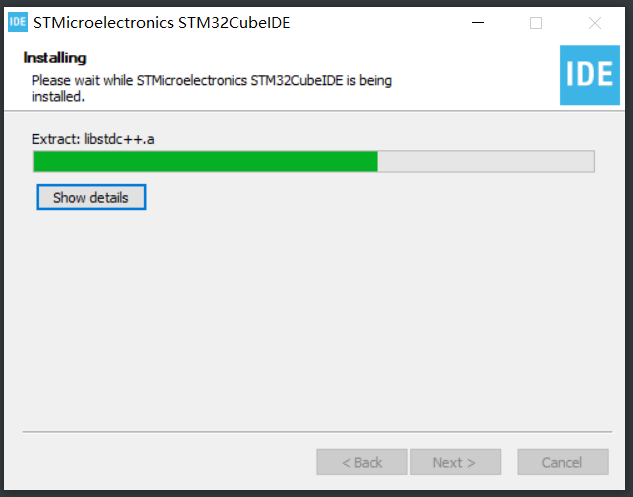 IDE STMicroelectronics STM32CubeIDE
Installing
Please wait while STMicroelectronics STM32CubeIDE is being
installed.
IDE
Extract: libstdc++.a
Show details
< Back Next > Cancel